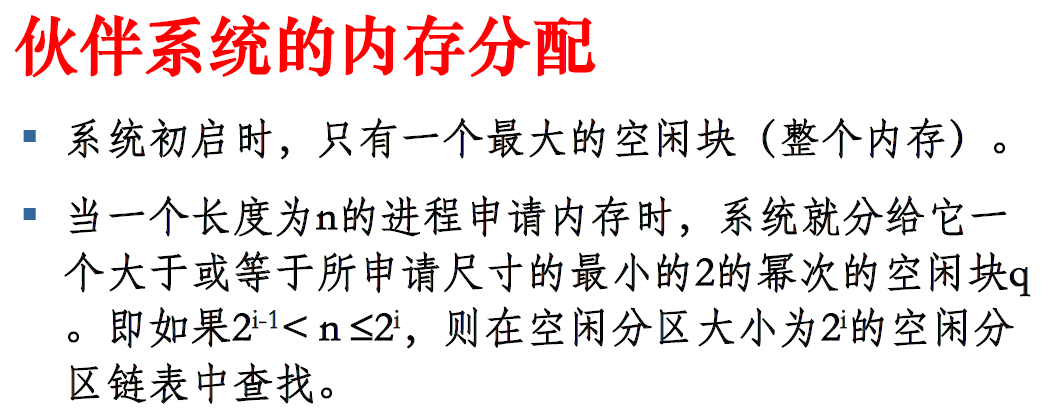 伙伴系统的内存分配
系统初启时，只有一个最大的空闲块（整个内存）。
当一个长度为n的进程申请内存时，系统就分给它一
个大于或等于所申请尺寸的最小的2的幂次的空闲块q
。即如果2ⁱ⁻¹< n ≤2ⁱ，则在空闲分区大小为2ⁱ的空闲分
区链表中查找。